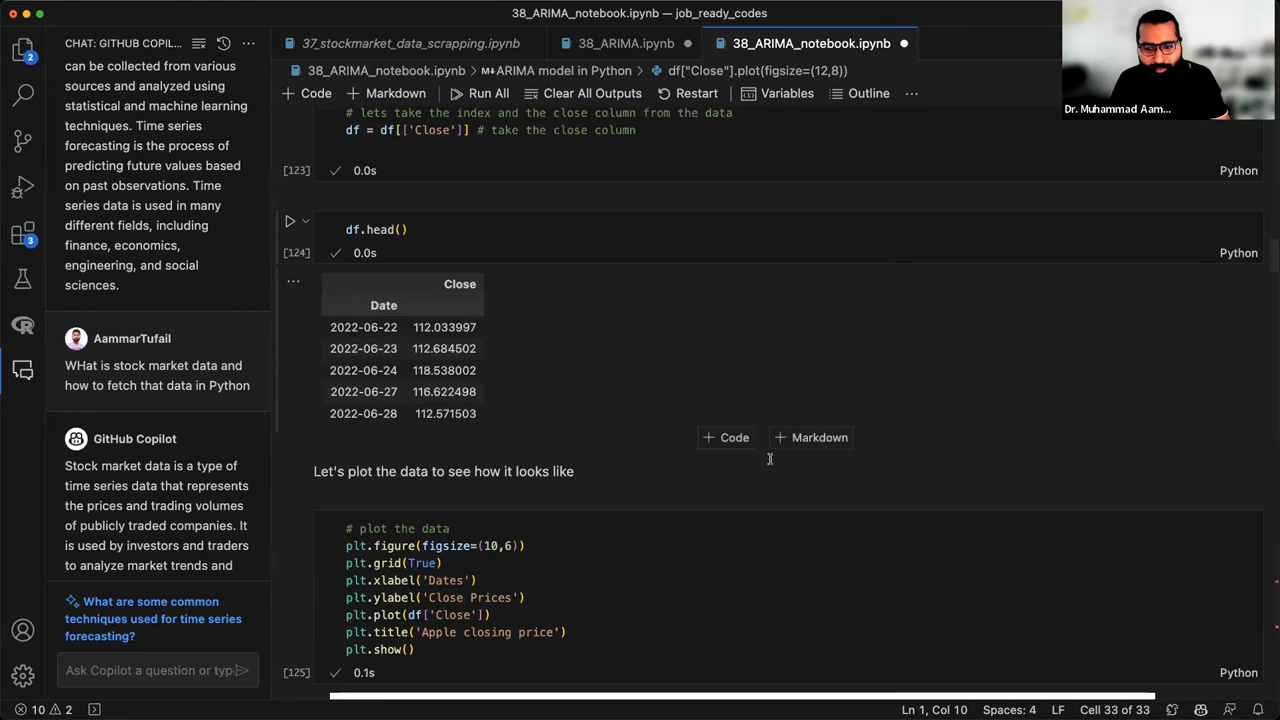 38_ARIMA_notebook.ipynb — job_ready_codes
CHAT: GITHUB COPIL...
37_stockmarket_data_scrapping.ipynb
38_ARIMA.ipynb
38_ARIMA_notebook.ipynb
38_ARIMA_notebook.ipynb > M↓ARIMA model in Python > df["Close"].plot(figsize=(12,8))
+ Code + Markdown Run All Clear All Outputs Restart Variables Outline ...
Dr. Muhammad Aam...
can be collected from various
sources and analyzed using
statistical and machine learning
techniques. Time series
forecasting is the process of
predicting future values based
on past observations. Time
series data is used in many
different fields, including
finance, economics,
engineering, and social
sciences.
AammarTufail
WHat is stock market data and
how to fetch that data in Python
GitHub Copilot
Stock market data is a type of
time series data that represents
the prices and trading volumes
of publicly traded companies. It
is used by investors and traders
to analyze market trends and
What are some common
techniques used for time series
forecasting?
Ask Copilot a question or typ
2
3
# lets take the index and the close column from the data
df = df[['Close']] # take the close column
[123] ✓ 0.0s Python
df.head()
[124] ✓ 0.0s Python
...
Close
Date
2022-06-22 112.033997
2022-06-23 112.684502
2022-06-24 118.538002
2022-06-27 116.622498
2022-06-28 112.571503
+ Code + Markdown
Let's plot the data to see how it looks like
# plot the data
plt.figure(figsize=(10,6))
plt.grid(True)
plt.xlabel('Dates')
plt.ylabel('Close Prices')
plt.plot(df['Close'])
plt.title('Apple closing price')
plt.show()
[125] ✓ 0.1s Python
10 2
Ln 1, Col 10 Spaces: 4 LF Cell 33 of 33